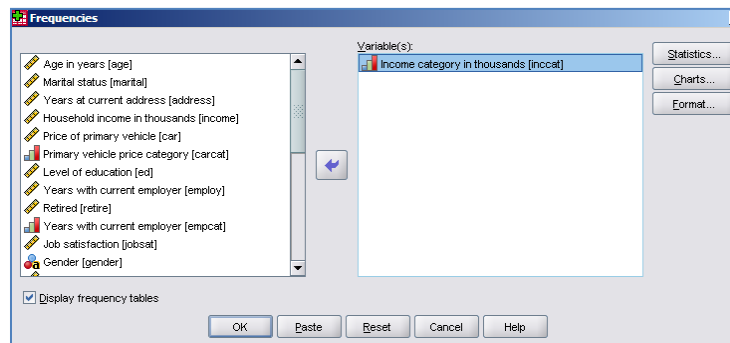 Frequencies
Variable(s):
Age in years [age]
Marital status [marital]
Years at current address [address]
Household income in thousands [income]
Price of primary vehicle [car]
Primary vehicle price category [carcat]
Level of education [ed]
Years with current employer [employ]
Retired [retire]
Years with current employer [empcat]
Job satisfaction [jobsat]
Gender [gender]
Income category in thousands [inccat]
Statistics...
Charts...
Format...
Display frequency tables
OK
Paste
Reset
Cancel
Help